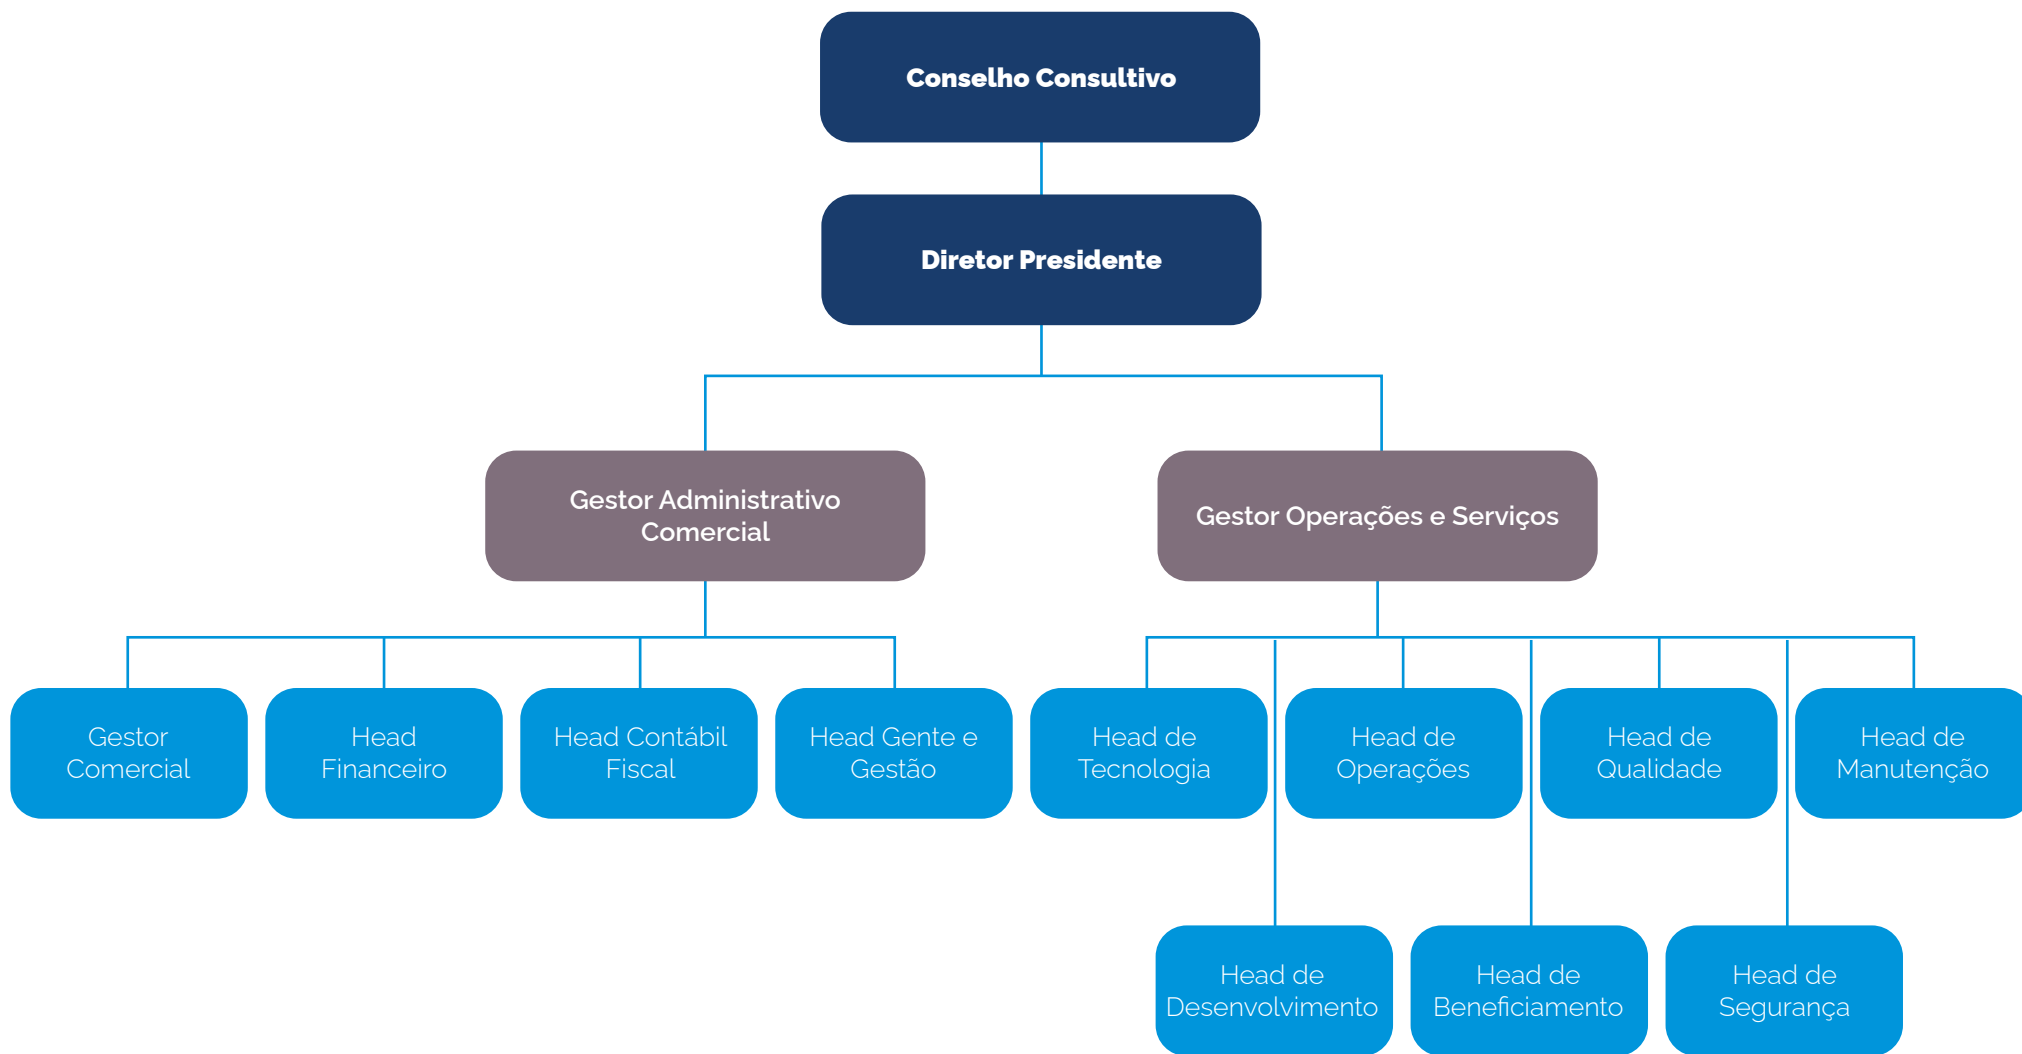 Conselho Consultivo
Diretor Presidente
Gestor Administrativo
Comercial
Gestor Operações e Serviços
Gestor
Comercial
Head
Financeiro
Head Contábil
Fiscal
Head Gente e
Gestão
Head de
Tecnologia
Head de
Operações
Head de
Qualidade
Head de
Manutenção
Head de
Desenvolvimento
Head de
Beneficiamento
Head de
Segurança